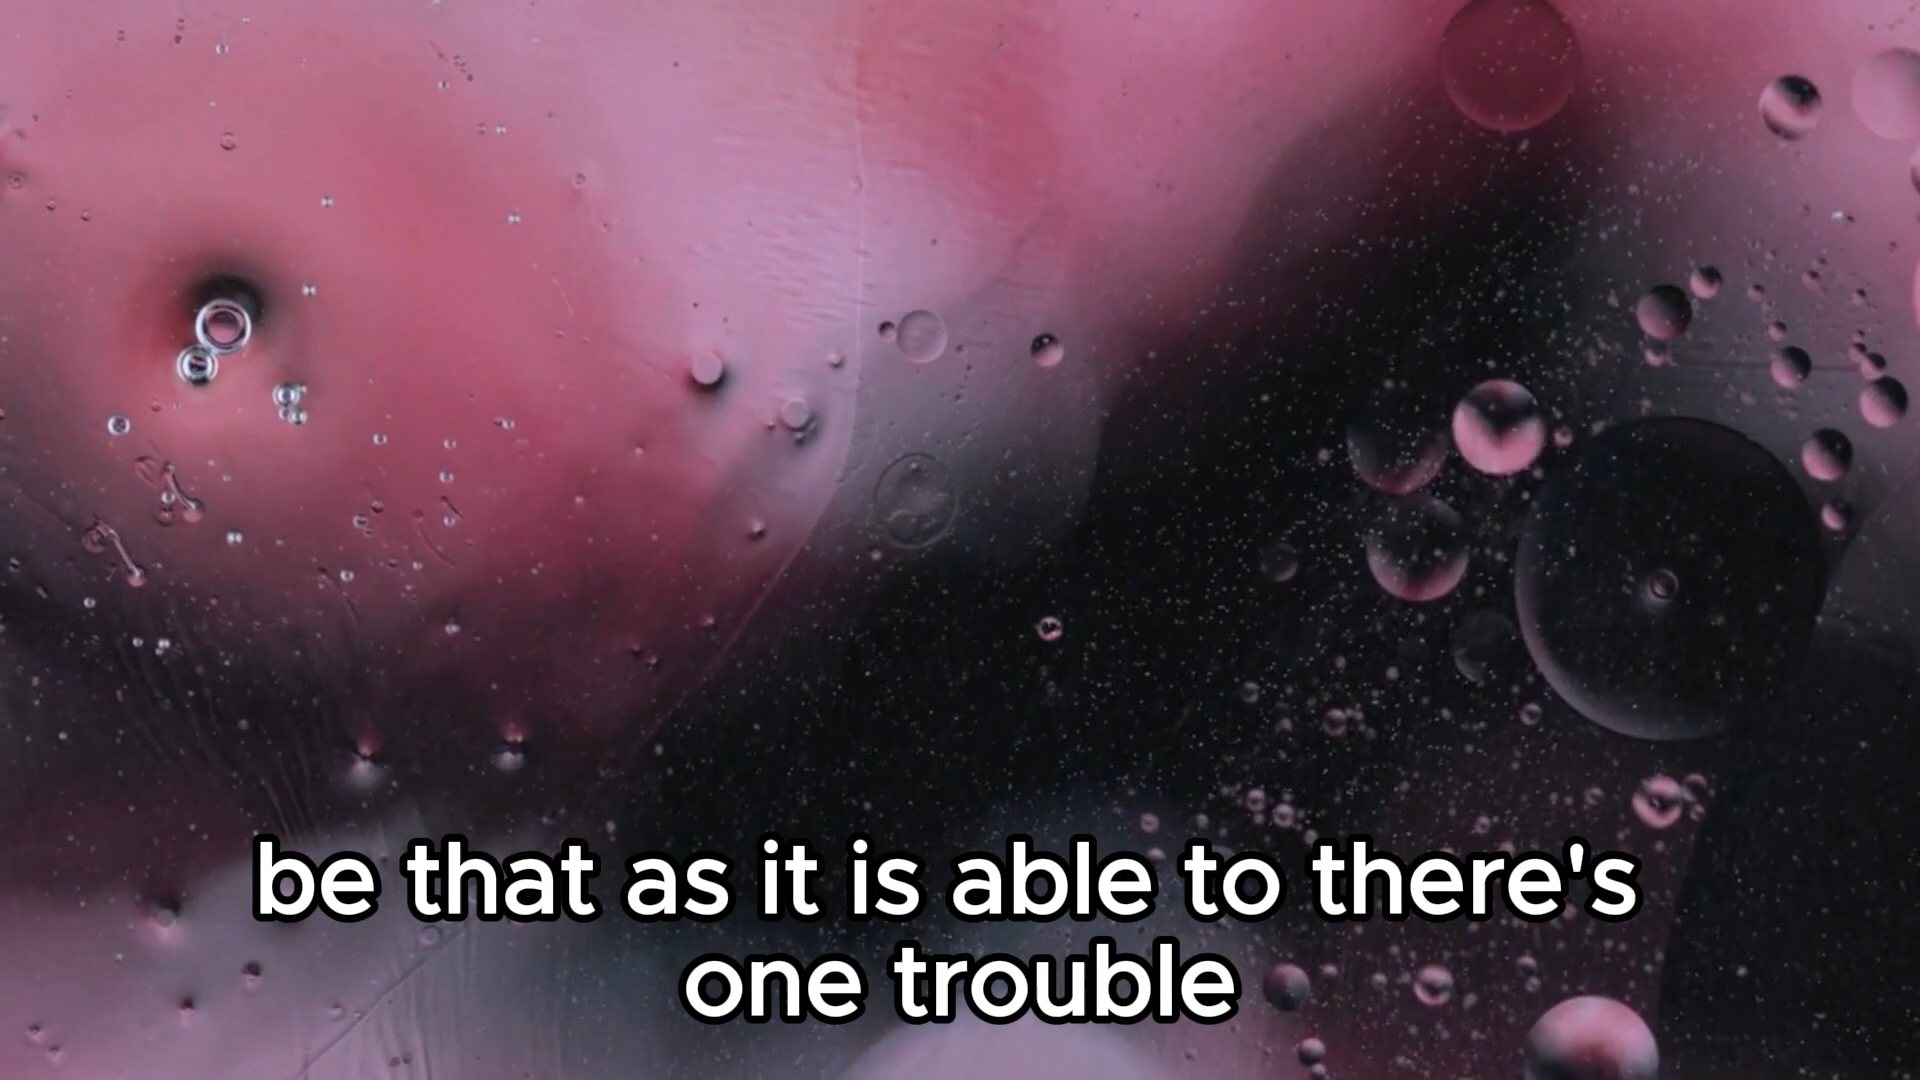 be that as it is able to there's
one trouble